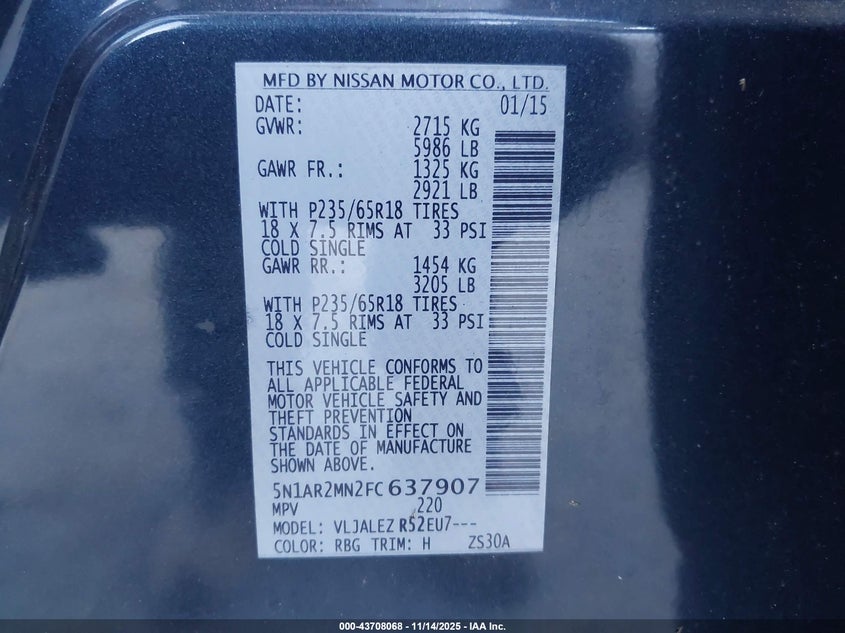 MFD BY NISSAN MOTOR CO., LTD.
DATE: 01/15
GVWR: 2715 KG
5986 LB
GAWR FR.: 1325 KG
2921 LB
WITH P235/65R18 TIRES
18 X 7.5 RIMS AT 33 PSI
COLD SINGLE
GAWR RR.: 1454 KG
3205 LB
WITH P235/65R18 TIRES
18 X 7.5 RIMS AT 33 PSI
COLD SINGLE
THIS VEHICLE CONFORMS TO
ALL APPLICABLE FEDERAL
MOTOR VEHICLE SAFETY AND
THEFT PREVENTION
STANDARDS IN EFFECT ON
THE DATE OF MANUFACTURE
SHOWN ABOVE.
5N1AR2MN2FC637907
MPV 220
MODEL: VLJALEZ R52EU7---
COLOR: RBG TRIM: H ZS30A
000-43708068 - 11/14/2025 - IAA Inc.